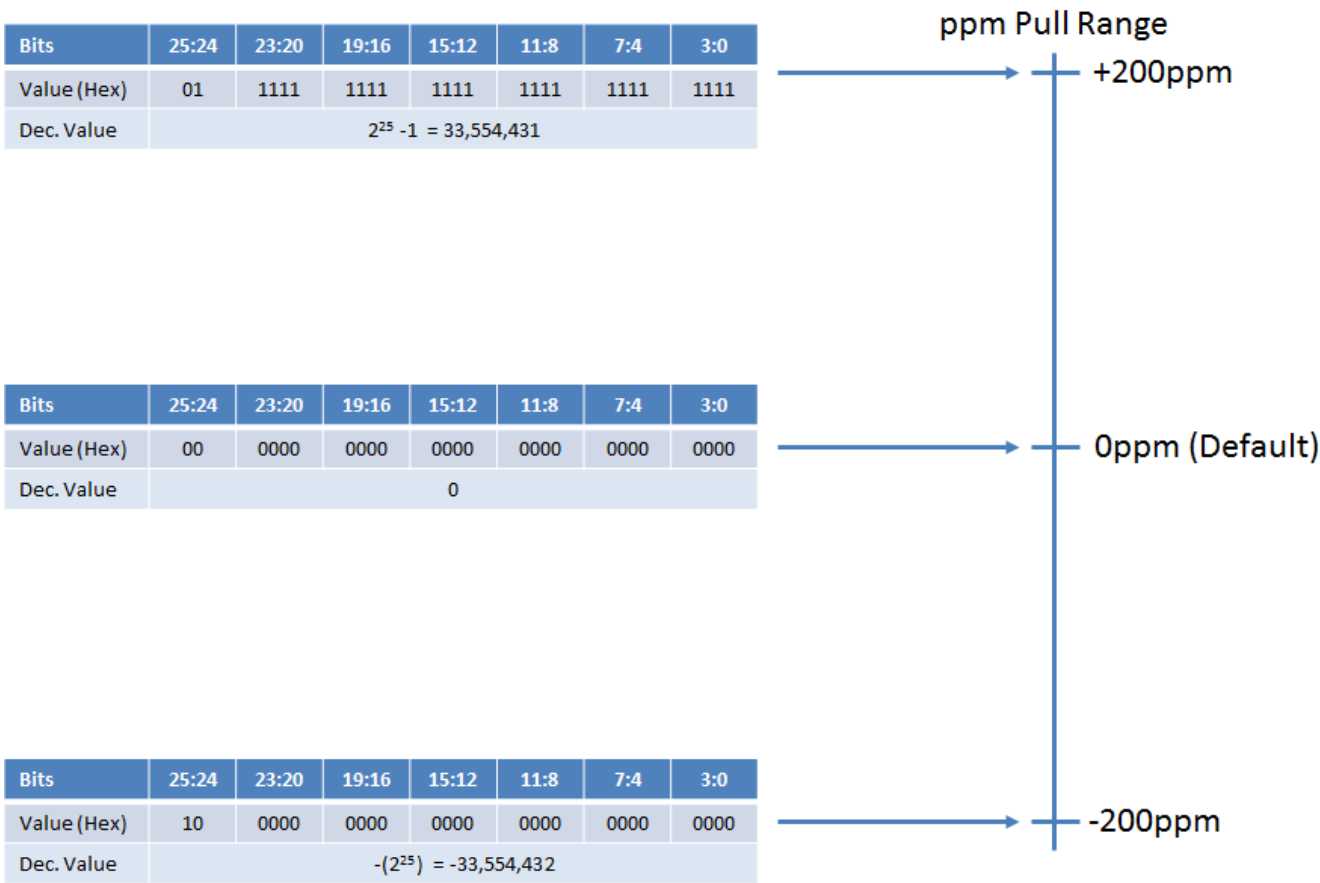 ppm Pull Range
Bits 25:24 23:20 19:16 15:12 11:8 7:4 3:0
Value (Hex) 01 1111 1111 1111 1111 1111 1111
Dec. Value 2²⁵ -1 = 33,554,431
+200ppm
Bits 25:24 23:20 19:16 15:12 11:8 7:4 3:0
Value (Hex) 00 0000 0000 0000 0000 0000 0000
Dec. Value 0
0ppm (Default)
Bits 25:24 23:20 19:16 15:12 11:8 7:4 3:0
Value (Hex) 10 0000 0000 0000 0000 0000 0000
Dec. Value -(2²⁵) = -33,554,432
-200ppm